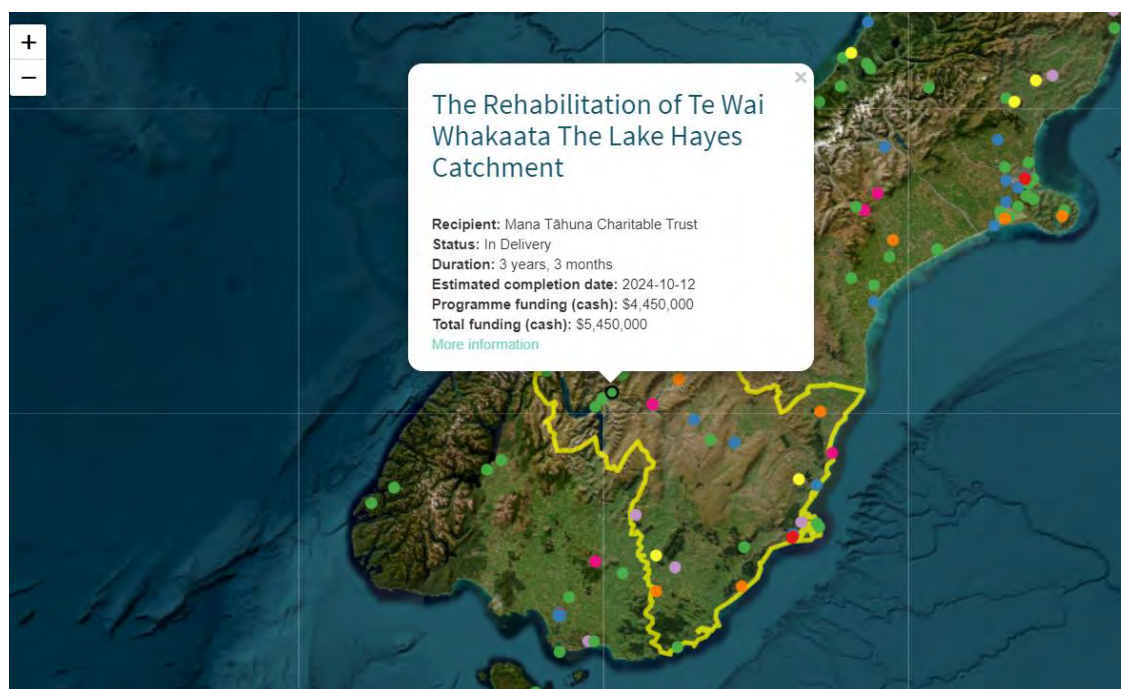 +
−
×
The Rehabilitation of Te Wai
Whakaata The Lake Hayes
Catchment
Recipient: Mana Tāhuna Charitable Trust
Status: In Delivery
Duration: 3 years, 3 months
Estimated completion date: 2024-10-12
Programme funding (cash): $4,450,000
Total funding (cash): $5,450,000
More information